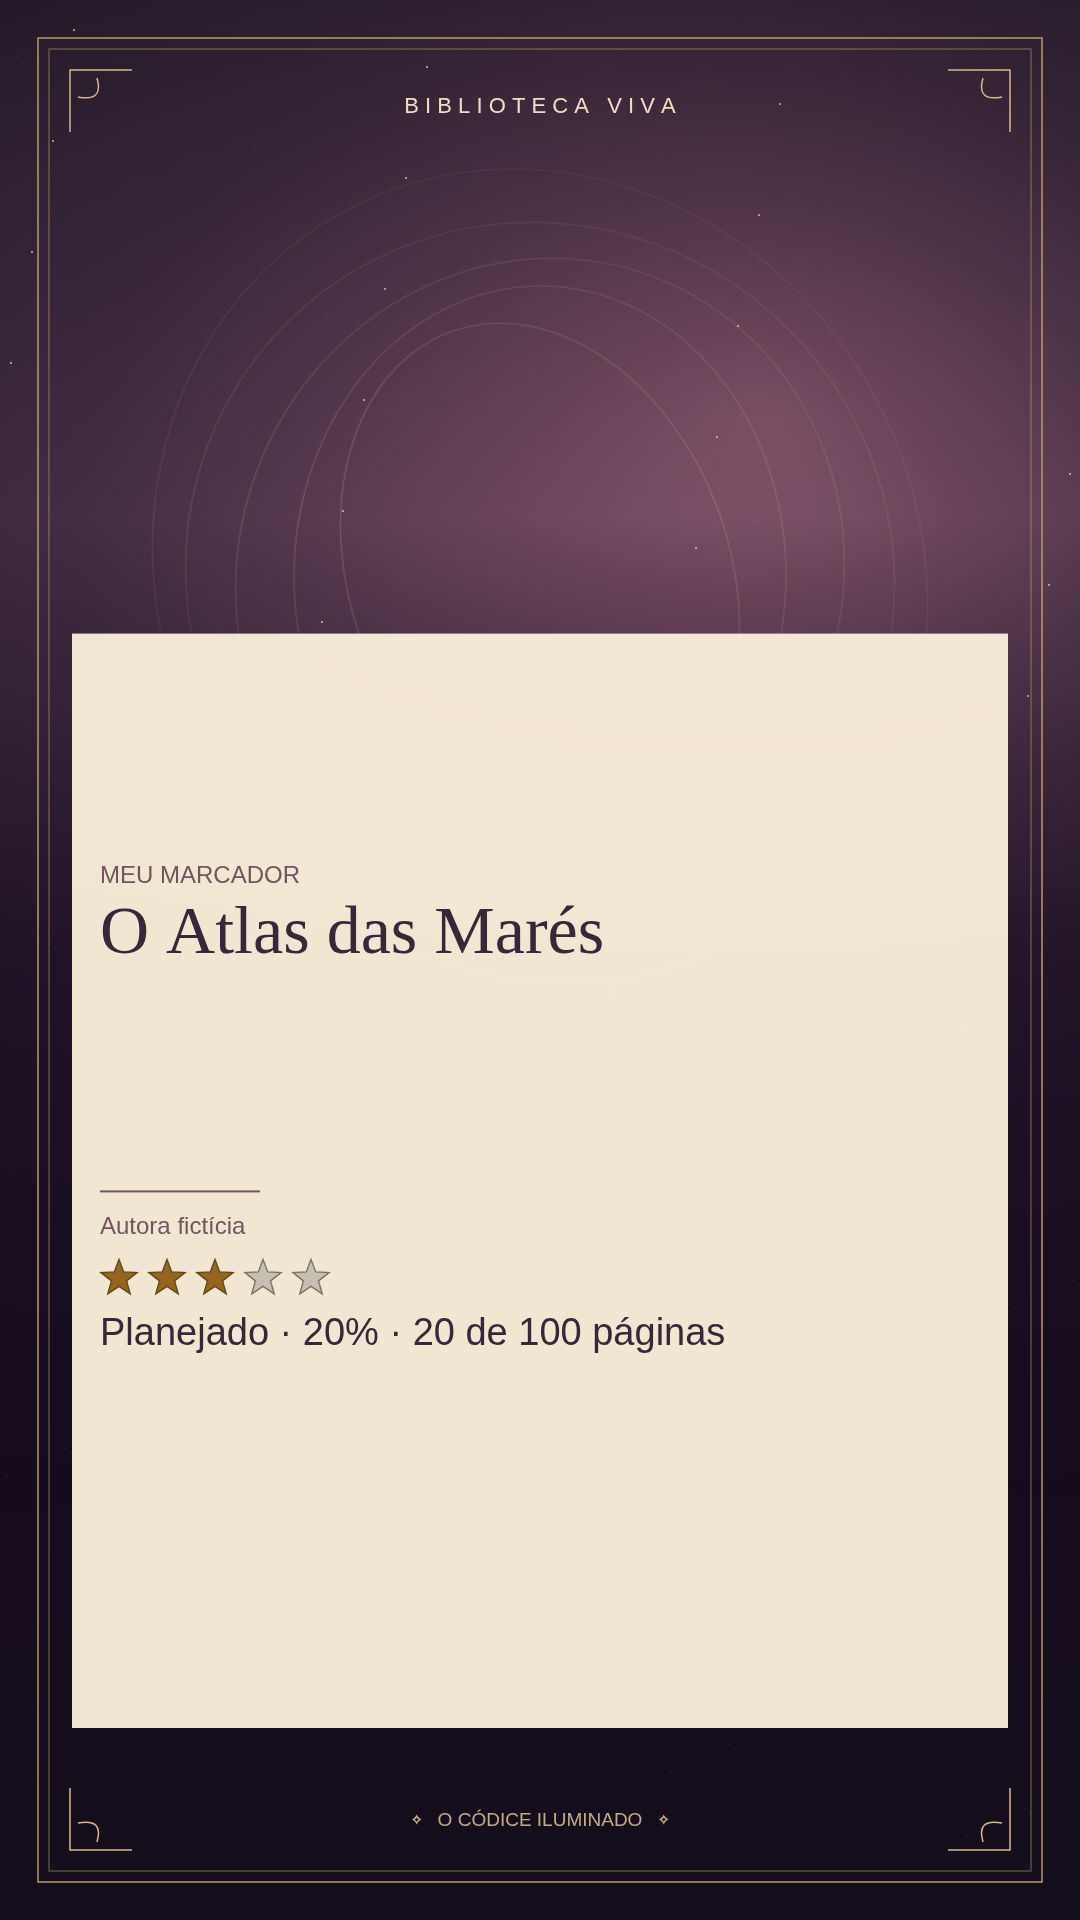 BIBLIOTECA VIVA
MEU MARCADOR
O Atlas das Marés
Autora fictícia
Planejado · 20% · 20 de 100 páginas
✧ O CÓDICE ILUMINADO ✧